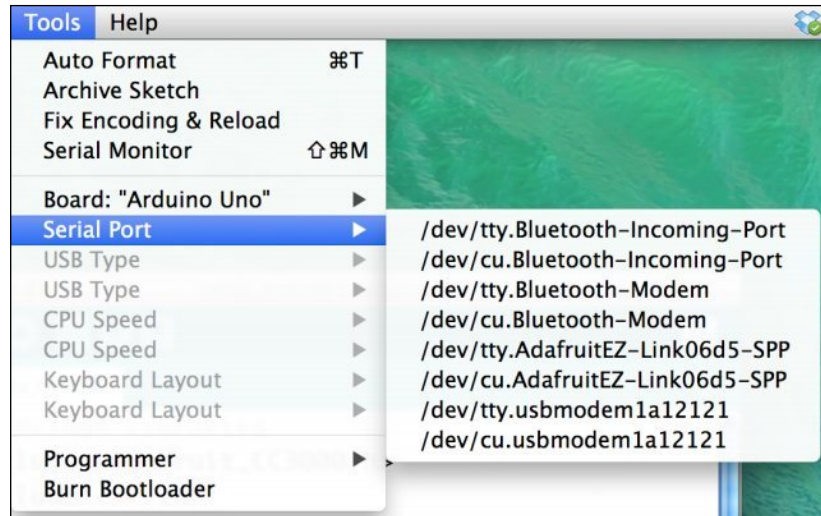 Tools Help
Auto Format ⌘T
Archive Sketch
Fix Encoding & Reload
Serial Monitor ⇧⌘M
Board: "Arduino Uno" ▶
Serial Port ▶
USB Type ▶
USB Type ▶
CPU Speed ▶
CPU Speed ▶
Keyboard Layout ▶
Keyboard Layout ▶
Programmer ▶
Burn Bootloader
/dev/tty.Bluetooth-Incoming-Port
/dev/cu.Bluetooth-Incoming-Port
/dev/tty.Bluetooth-Modem
/dev/cu.Bluetooth-Modem
/dev/tty.AdafruitEZ-Link06d5-SPP
/dev/cu.AdafruitEZ-Link06d5-SPP
/dev/tty.usbmodem1a12121
/dev/cu.usbmodem1a12121